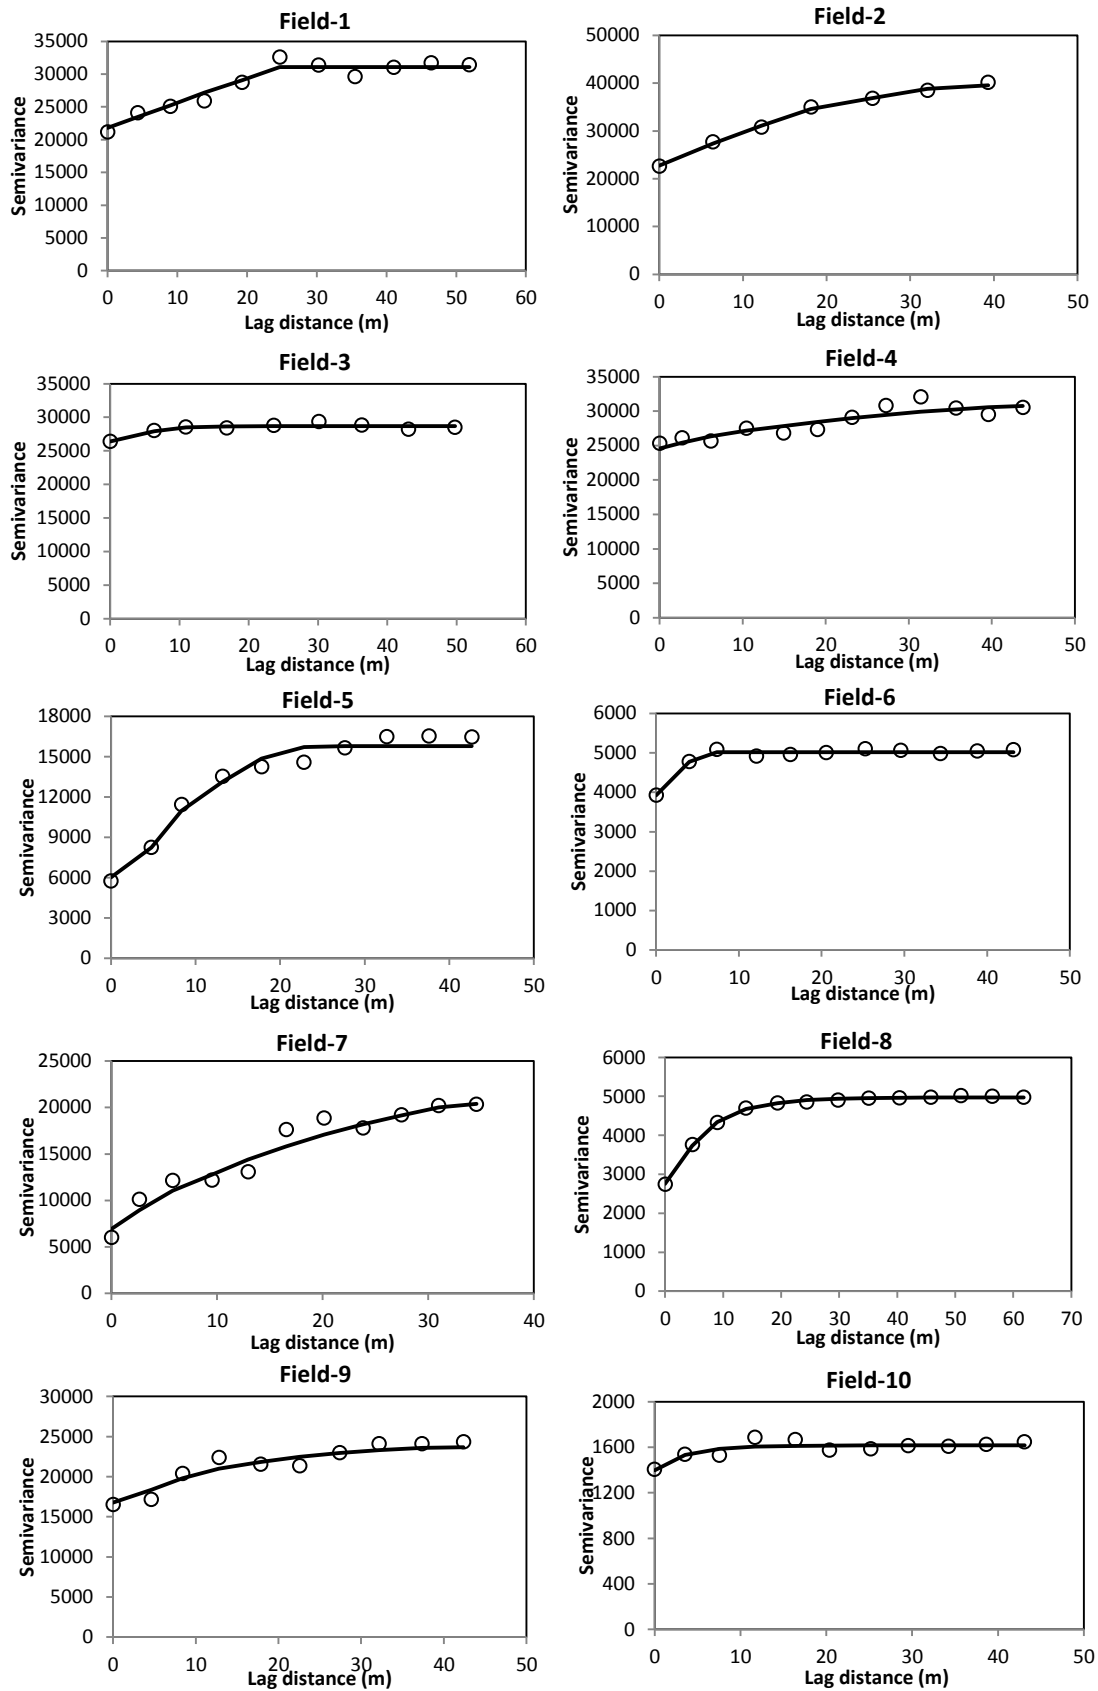 Field-1
35000
30000
25000
20000
15000
10000
5000
0
Semivariance
0 10 20 30 40 50 60
Lag distance (m)
Field-2
50000
40000
30000
20000
10000
0
Semivariance
0 10 20 30 40 50
Lag distance (m)
Field-3
35000
30000
25000
20000
15000
10000
5000
0
Semivariance
0 10 20 30 40 50 60
Lag distance (m)
Field-4
35000
30000
25000
20000
15000
10000
5000
0
Semivariance
0 10 20 30 40 50
Lag distance (m)
Field-5
18000
15000
12000
9000
6000
3000
0
Semivariance
0 10 20 30 40 50
Lag distance (m)
Field-6
6000
5000
4000
3000
2000
1000
0
Semivariance
0 10 20 30 40 50
Lag distance (m)
Field-7
25000
20000
15000
10000
5000
0
Semivariance
0 10 20 30 40
Lag distance (m)
Field-8
6000
5000
4000
3000
2000
1000
0
Semivariance
0 10 20 30 40 50 60 70
Lag distance (m)
Field-9
30000
25000
20000
15000
10000
5000
0
Semivariance
0 10 20 30 40 50
Lag distance (m)
Field-10
2000
1600
1200
800
400
0
Semivariance
0 10 20 30 40 50
Lag distance (m)